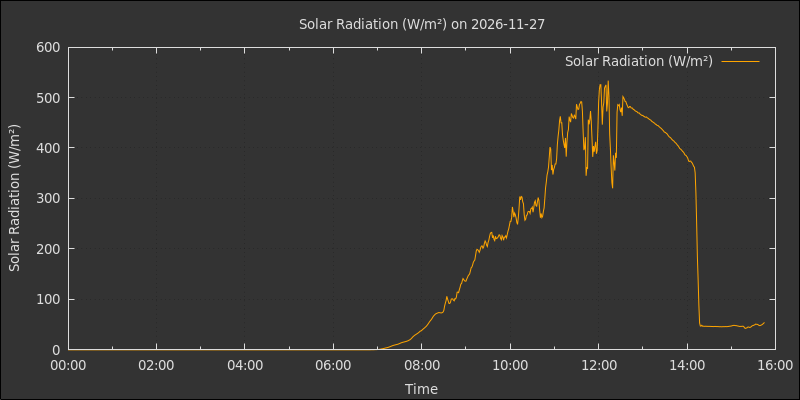 Solar Radiation (W/m²) on 2026-11-27
Solar Radiation (W/m²)
Solar Radiation (W/m²)
600
500
400
300
200
100
0
00:00 02:00 04:00 06:00 08:00 10:00 12:00 14:00 16:00
Time